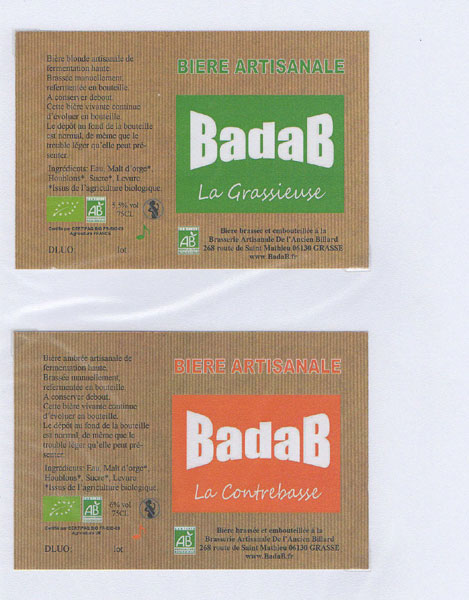 Bière blonde artisanale de
fermentation haute.
Brassée manuellement,
refermentée en bouteille.
A conserver debout.
Cette bière vivante continue
d'évoluer en bouteille.
Le dépôt au fond de la bouteille
est normal, de même que le
trouble léger qu'elle peut pré-
senter.
Ingrédients: Eau, Malt d'orge*,
Houblons*, Sucre*, Levure
*Issus de l'agriculture biologique.
AB
5,5% vol
75CL
Agriculture FRANCE
DLUO:
lot
BIERE ARTISANALE
BadaB
La Grassieuse
AB
Bière brassée et embouteillée à la
Brasserie Artisanale De l'Ancien Billard
268 route de Saint Mathieu 06130 GRASSE
www.BadaB.fr
Bière ambrée artisanale de
fermentation haute.
Brassée manuellement,
refermentée en bouteille.
A conserver debout.
Cette bière vivante continue
d'évoluer en bouteille.
Le dépôt au fond de la bouteille
est normal, de même que le
trouble léger qu'elle peut pré-
senter.
Ingrédients: Eau, Malt d'orge*,
Houblons*, Sucre*, Levure
*Issus de l'agriculture biologique.
AB
6% vol
75CL
DLUO:
lot
BIERE ARTISANALE
BadaB
La Contrebasse
AB
Bière brassée et embouteillée à la
Brasserie Artisanale De l'Ancien Billard
268 route de Saint Mathieu 06130 GRASSE
www.BadaB.fr